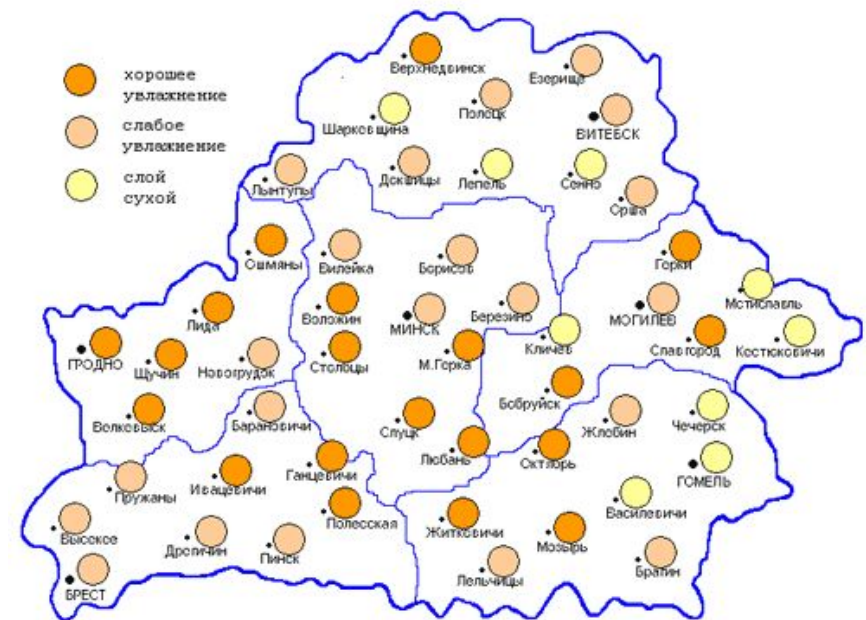 хорошее
увлажнение
слабое
увлажнение
слой
сухой
Верхнедвинск
Езерище
Полоцк
Шарковщина
ВИТЕБСК
Лынтупы
Докшицы
Лепель
Сенно
Орша
Ошмяны
Вилейка
Борисов
Горки
Мстиславль
Лида
Воложин
МИНСК
Березино
МОГИЛЕВ
ГРОДНО
Щучин
Новогрудок
Столбцы
М.Горка
Кличев
Славгород
Костюковичи
Волковыск
Барановичи
Слуцк
Бобруйск
Жлобин
Чечерск
Любань
Октябрь
ГОМЕЛЬ
Пружаны
Ивацевичи
Ганцевичи
Полесская
Василевичи
Высокое
Дрогичин
Пинск
Житковичи
Мозырь
БРЕСТ
Лельчицы
Брагин